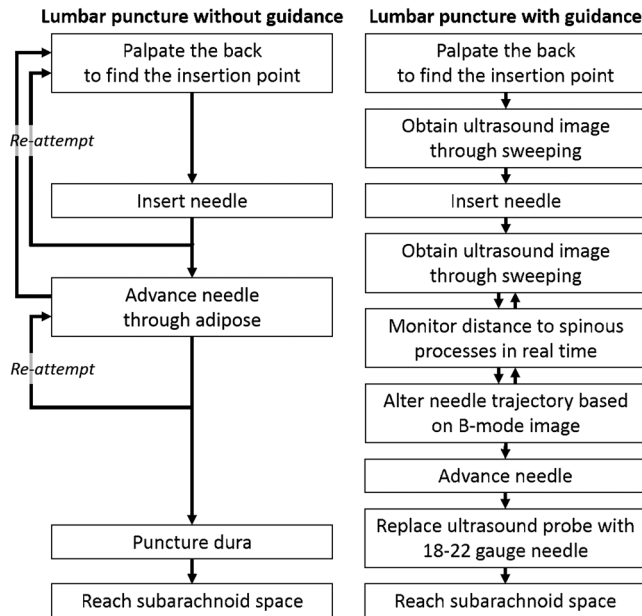 Lumbar puncture without guidance
Palpate the back
to find the insertion point
Re-attempt
Insert needle
Advance needle
through adipose
Re-attempt
Puncture dura
Reach subarachnoid space
Lumbar puncture with guidance
Palpate the back
to find the insertion point
Obtain ultrasound image
through sweeping
Insert needle
Obtain ultrasound image
through sweeping
Monitor distance to spinous
processes in real time
Alter needle trajectory based
on B-mode image
Advance needle
Replace ultrasound probe with
18-22 gauge needle
Reach subarachnoid space